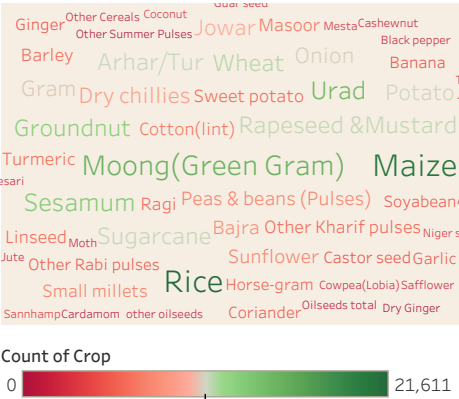 Guar seed
Ginger Other Cereals Coconut
Other Summer Pulses Jowar Masoor Mesta Cashewnut
Black pepper
Barley Arhar/Tur Wheat Onion Banana
Gram Dry chillies Sweet potato Urad Potato
Groundnut Cotton(lint) Rapeseed &Mustard
Turmeric Moong(Green Gram) Maize
esari
Sesamum Ragi Peas & beans (Pulses) Soyabean
Linseed Moth Sugarcane Bajra Other Kharif pulses Niger s
Jute Other Rabi pulses Sunflower Castor seed Garlic
Small millets Rice Horse-gram Cowpea(Lobia) Safflower
Sannhamp Cardamom other oilseeds Coriander Oilseeds total Dry Ginger
Count of Crop
0 21,611